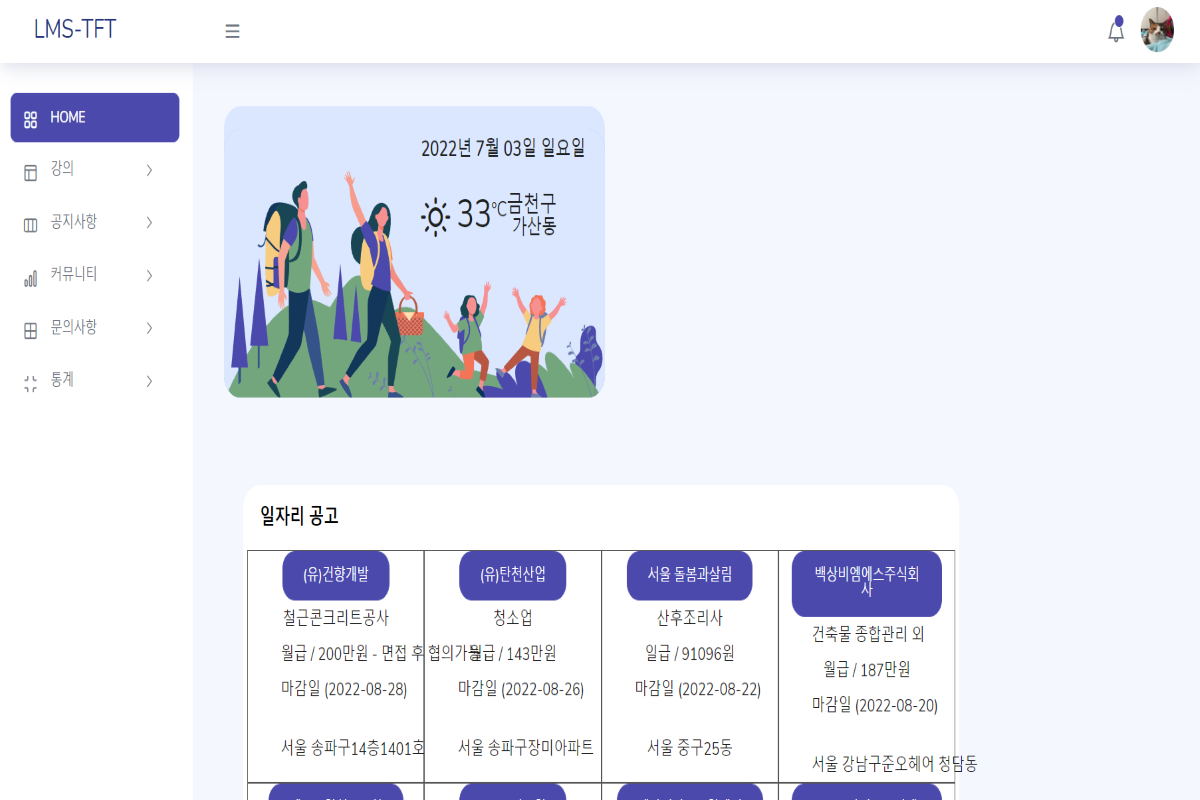 LMS-TFT
HOME
강의
공지사항
커뮤니티
문의사항
통계
2022년 7월 03일 일요일
33°C 금천구
가산동
일자리 공고
(유)건항개발
철근콘크리트공사
월급 / 200만원 - 면접 후 협의가능
마감일 (2022-08-28)
서울 송파구14층1401호
(유)탄천산업
청소업
월급 / 143만원
마감일 (2022-08-26)
서울 송파구장미아파트
서울 돌봄과살림
산후조리사
일급 / 91096원
마감일 (2022-08-22)
서울 중구25동
백상비엠에스주식회
사
건축물 종합관리 외
월급 / 187만원
마감일 (2022-08-20)
서울 강남구준오헤어 청담동